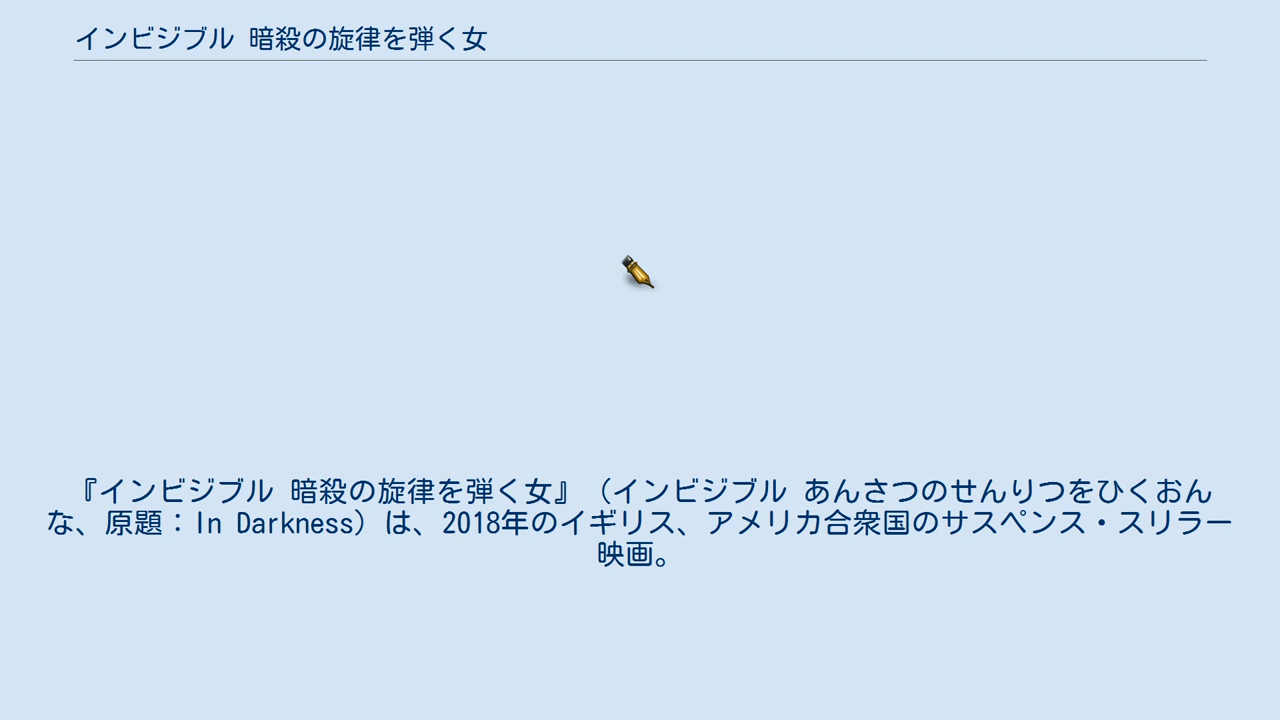 インビジブル 暗殺の旋律を弾く女
『インビジブル 暗殺の旋律を弾く女』（インビジブル あんさつのせんりつをひくおん
な、原題：In Darkness）は、2018年のイギリス、アメリカ合衆国のサスペンス・スリラー
映画。